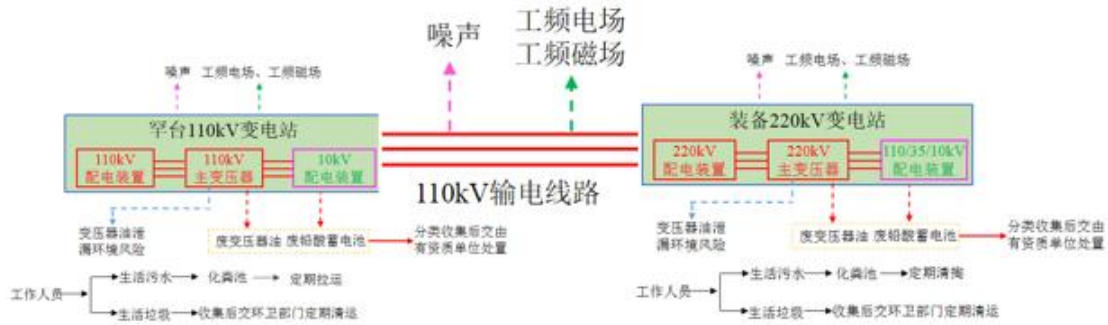 噪声
工频电场
工频磁场
噪声 工频电场、工频磁场
噪声 工频电场、工频磁场
罕台110kV变电站
110kV
配电装置
110kV
主变压器
10kV
配电装置
装备220kV变电站
220kV
配电装置
220kV
主变压器
110/35/10kV
配电装置
110kV输电线路
变压器油泄
漏环境风险
废变压器油 废铅酸蓄电池
分类收集后交由
有资质单位处置
变压器油泄
漏环境风险
废变压器油 废铅酸蓄电池
分类收集后交由
有资质单位处置
工作人员
生活污水
化粪池
定期拉运
生活垃圾
收集后交环卫部门定期清运
工作人员
生活污水
化粪池
定期清掏
生活垃圾
收集后交环卫部门定期清运